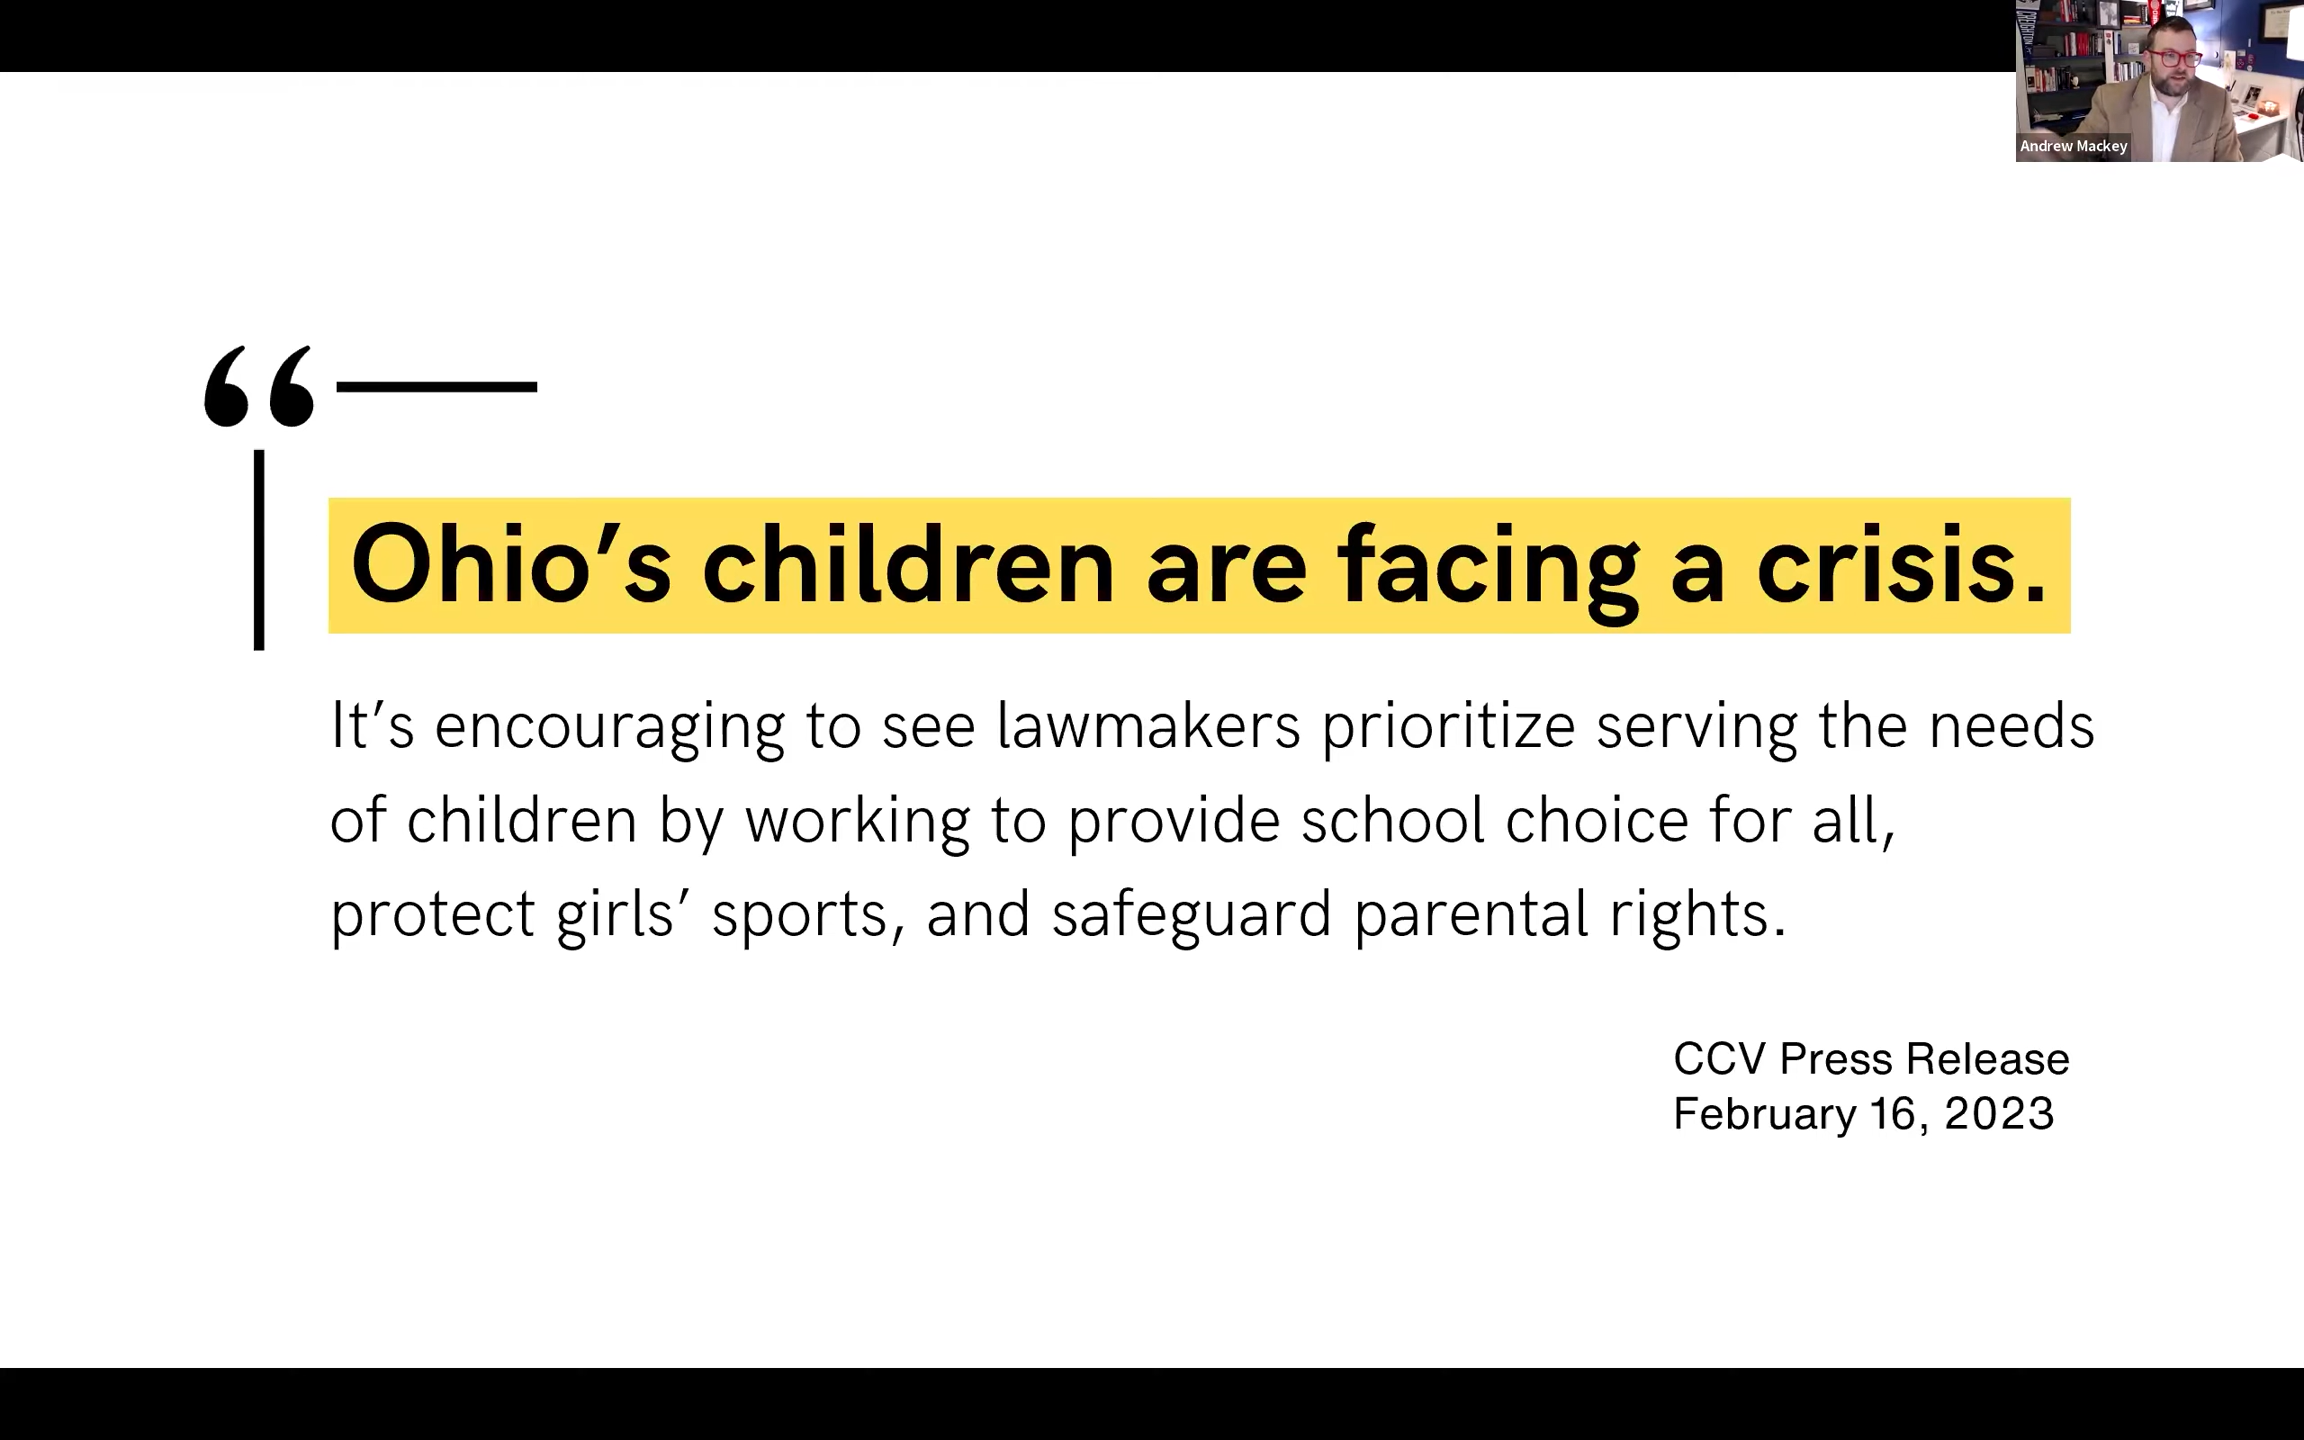 Andrew Mackey
“
Ohio’s children are facing a crisis.
It’s encouraging to see lawmakers prioritize serving the needs
of children by working to provide school choice for all,
protect girls’ sports, and safeguard parental rights.
CCV Press Release
February 16, 2023